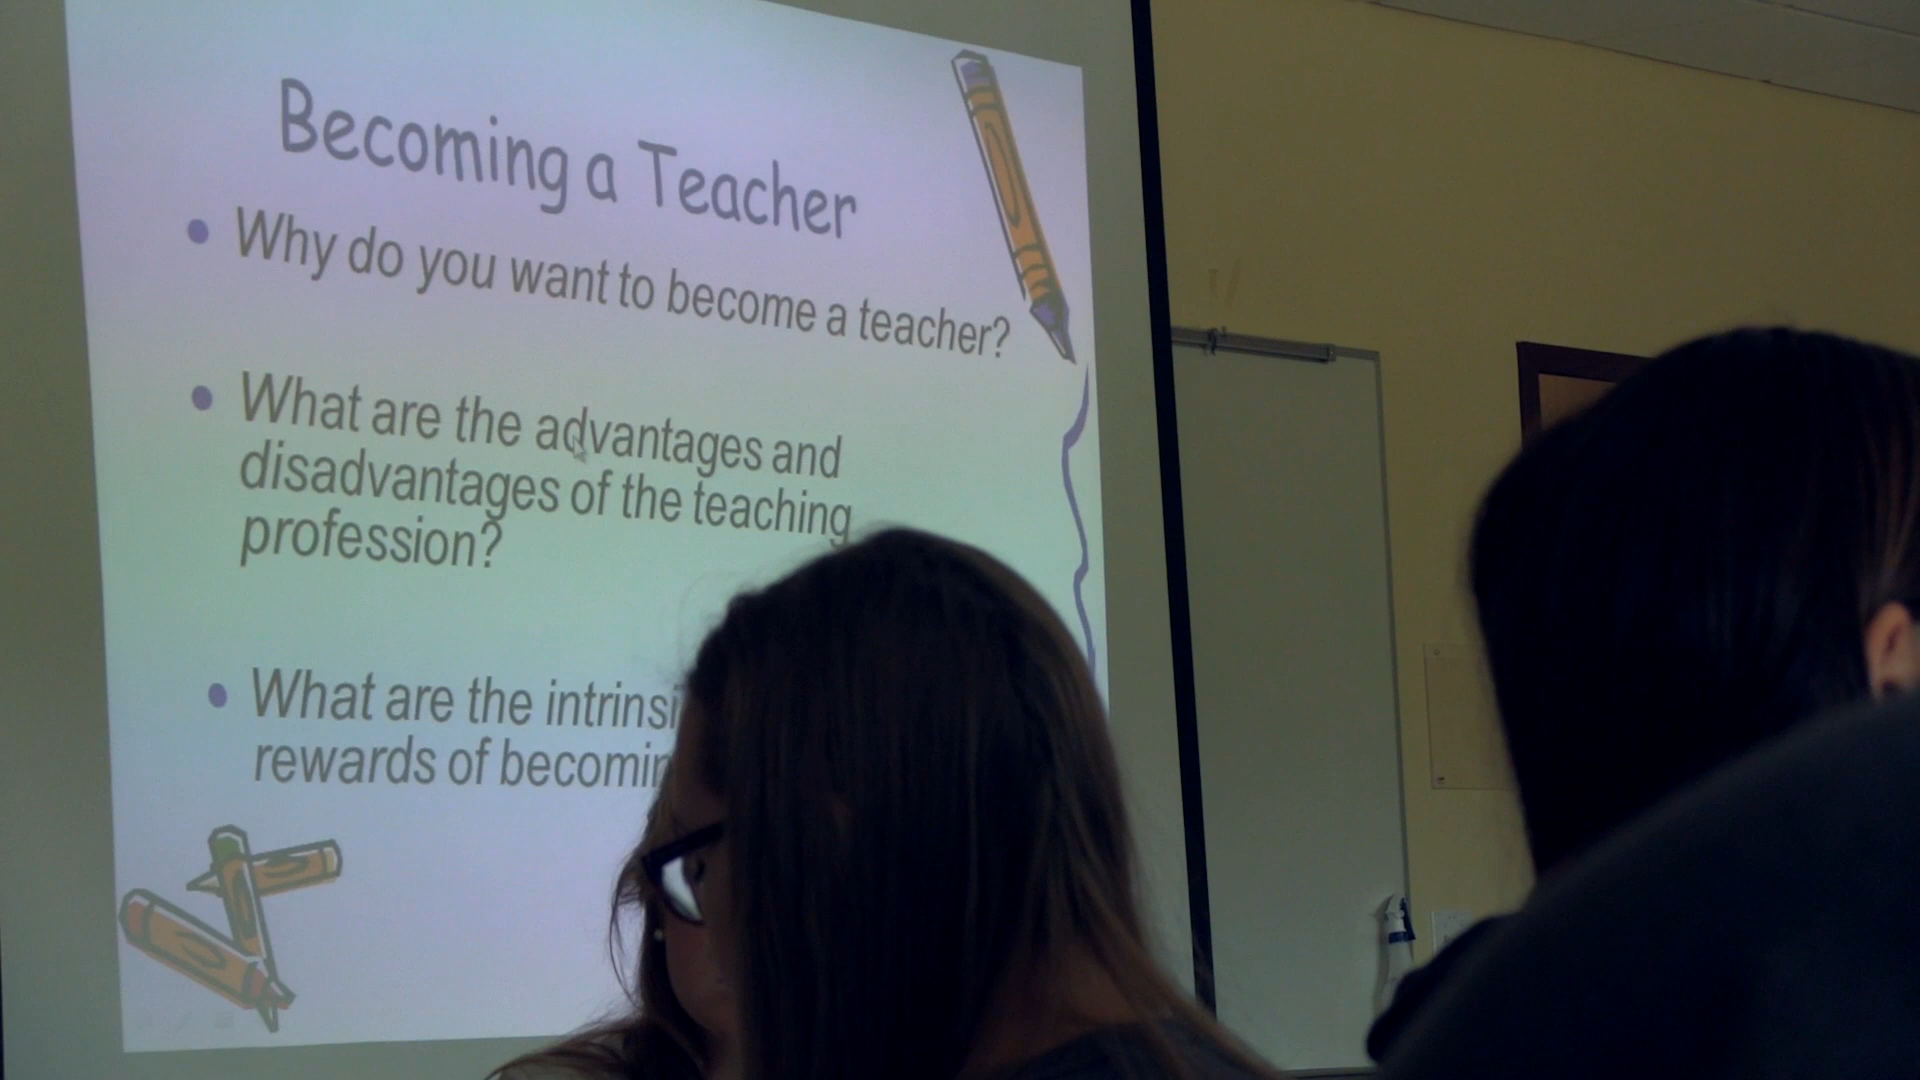 Becoming a Teacher
• Why do you want to become a teacher?
• What are the advantages and
disadvantages of the teaching
profession?
• What are the
rewards of